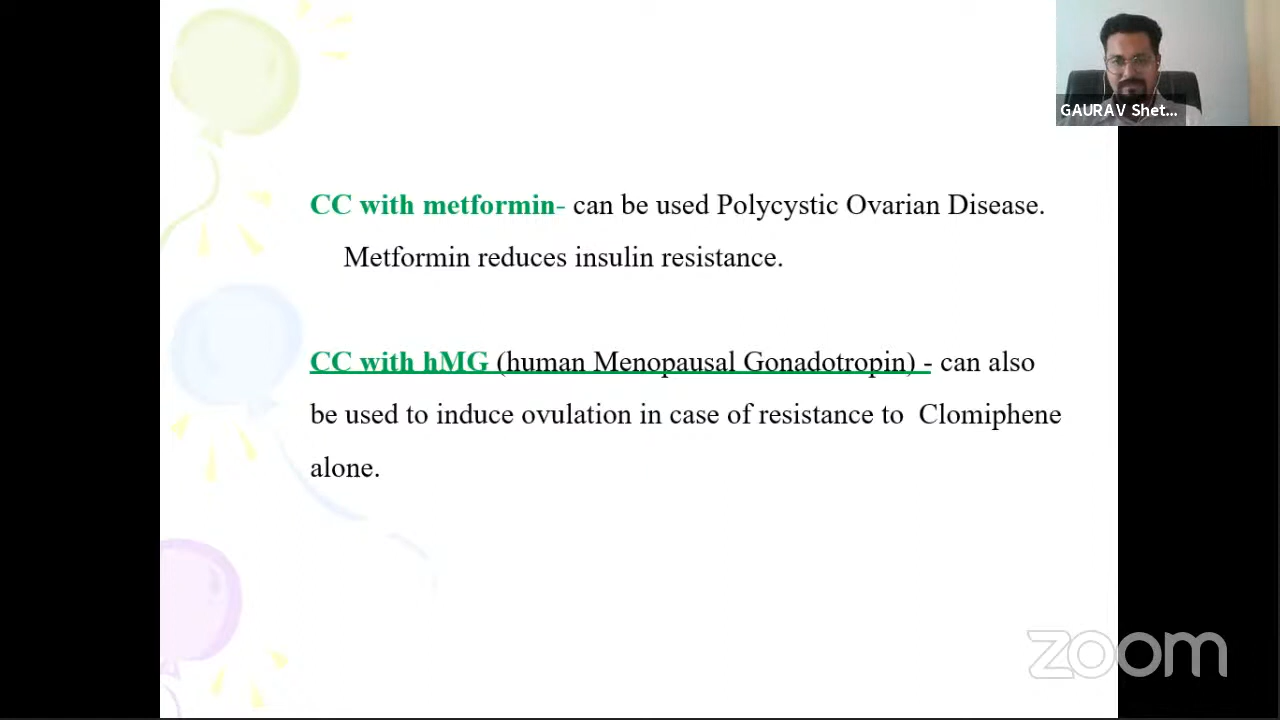 GAURAV Shet...
CC with metformin- can be used Polycystic Ovarian Disease.
Metformin reduces insulin resistance.
CC with hMG (human Menopausal Gonadotropin) - can also
be used to induce ovulation in case of resistance to Clomiphene
alone.
zoom